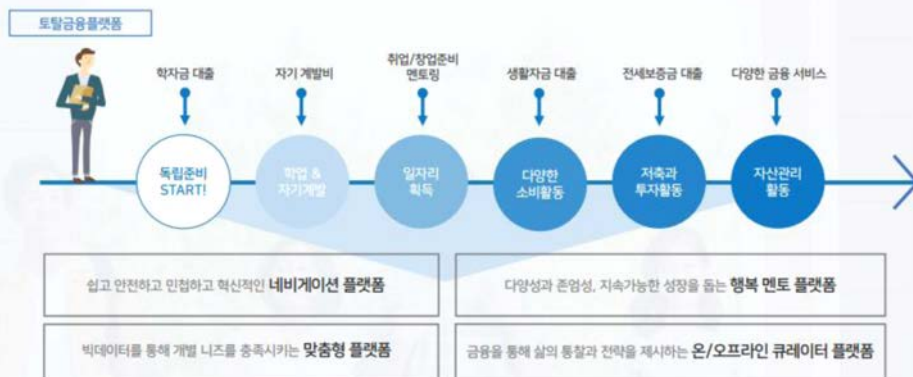 토탈금융플랫폼
학자금 대출
자기 계발비
취업/창업준비
멘토링
생활자금 대출
전세보증금 대출
다양한 금융 서비스
독립준비
START!
학업 &
자기계발
일자리
획득
다양한
소비활동
저축과
투자활동
자산관리
활동
쉽고 안전하고 민첩하고 혁신적인 네비게이션 플랫폼
다양성과 존엄성, 지속가능한 성장을 돕는 행복 멘토 플랫폼
빅데이터를 통해 개별 니즈를 충족시키는 맞춤형 플랫폼
금융을 통해 삶의 통찰과 전략을 제시하는 온/오프라인 큐레이터 플랫폼